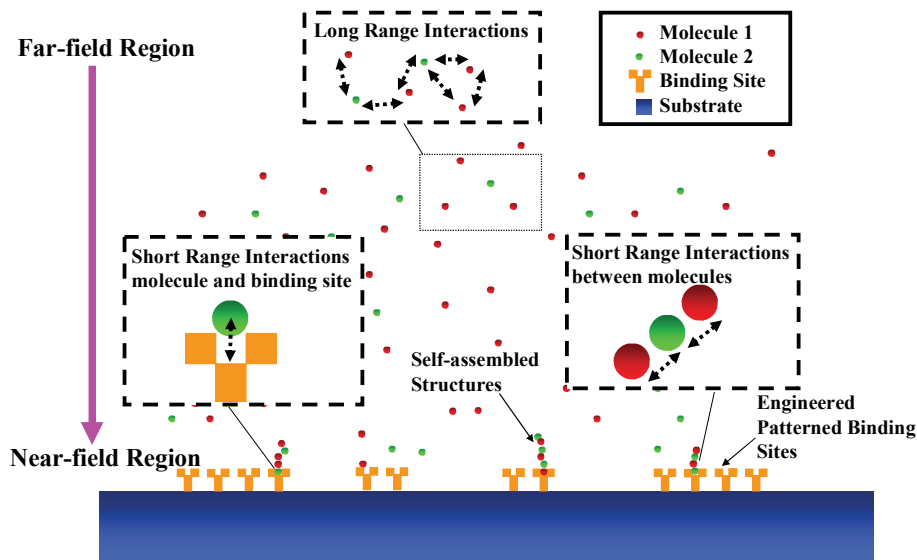 Far-field Region
Long Range Interactions
Molecule 1
Molecule 2
Binding Site
Substrate
Short Range Interactions
molecule and binding site
Short Range Interactions
between molecules
Self-assembled
Structures
Engineered
Patterned Binding
Sites
Near-field Region